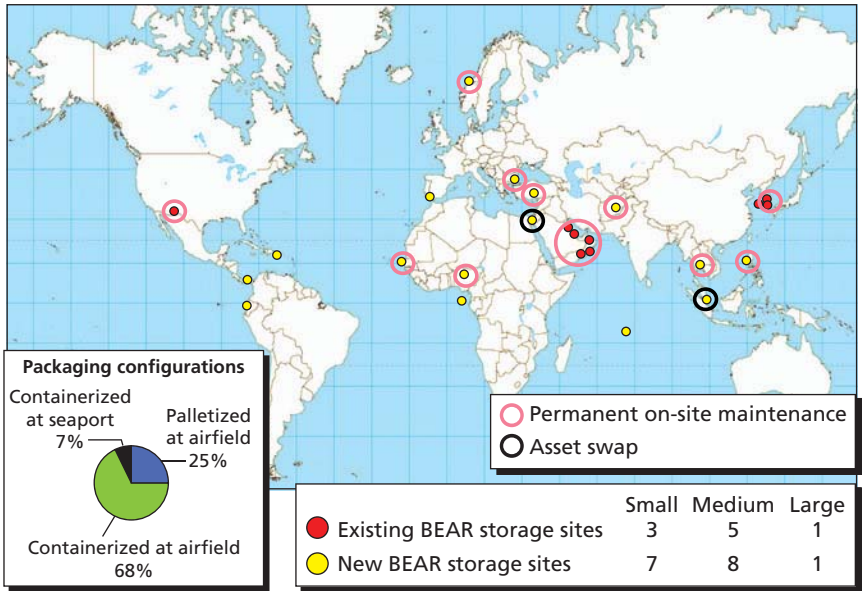 Packaging configurations
Containerized
at seaport
7%
Palletized
at airfield
25%
Containerized at airfield
68%
Permanent on-site maintenance
Asset swap
Small Medium Large
Existing BEAR storage sites 3 5 1
New BEAR storage sites 7 8 1